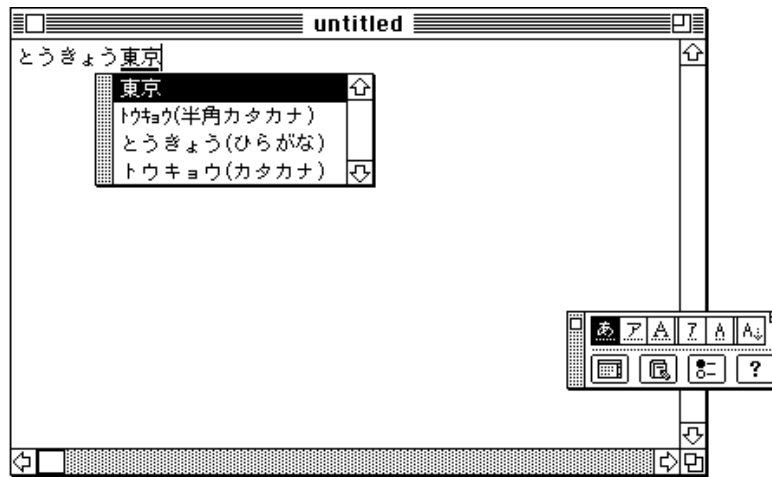 untitled
とうきょう東京
東京
ﾄｳｷｮｳ(半角カタカナ)
とうきょう(ひらがな)
トウキョウ(カタカナ)
あ ア A ｱ A A
?